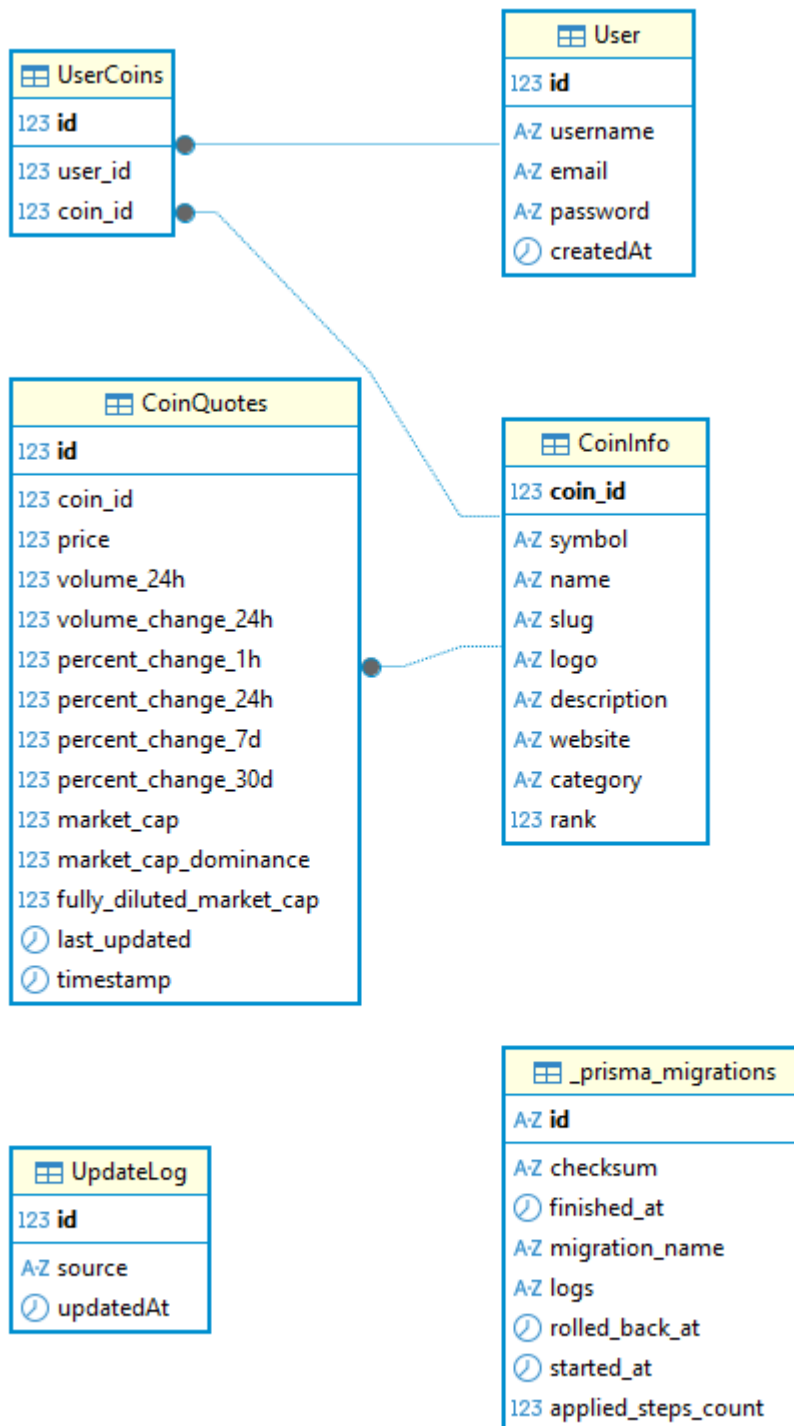 UserCoins
123 id
123 user_id
123 coin_id
User
123 id
A-Z username
A-Z email
A-Z password
createdAt
CoinQuotes
123 id
123 coin_id
123 price
123 volume_24h
123 volume_change_24h
123 percent_change_1h
123 percent_change_24h
123 percent_change_7d
123 percent_change_30d
123 market_cap
123 market_cap_dominance
123 fully_diluted_market_cap
last_updated
timestamp
CoinInfo
123 coin_id
A-Z symbol
A-Z name
A-Z slug
A-Z logo
A-Z description
A-Z website
A-Z category
123 rank
UpdateLog
123 id
A-Z source
updatedAt
_prisma_migrations
A-Z id
A-Z checksum
finished_at
A-Z migration_name
A-Z logs
rolled_back_at
started_at
123 applied_steps_count